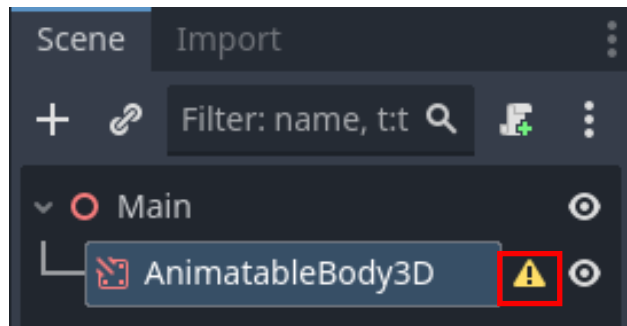 Scene Import
Filter: name, t:t
Main
AnimatableBody3D